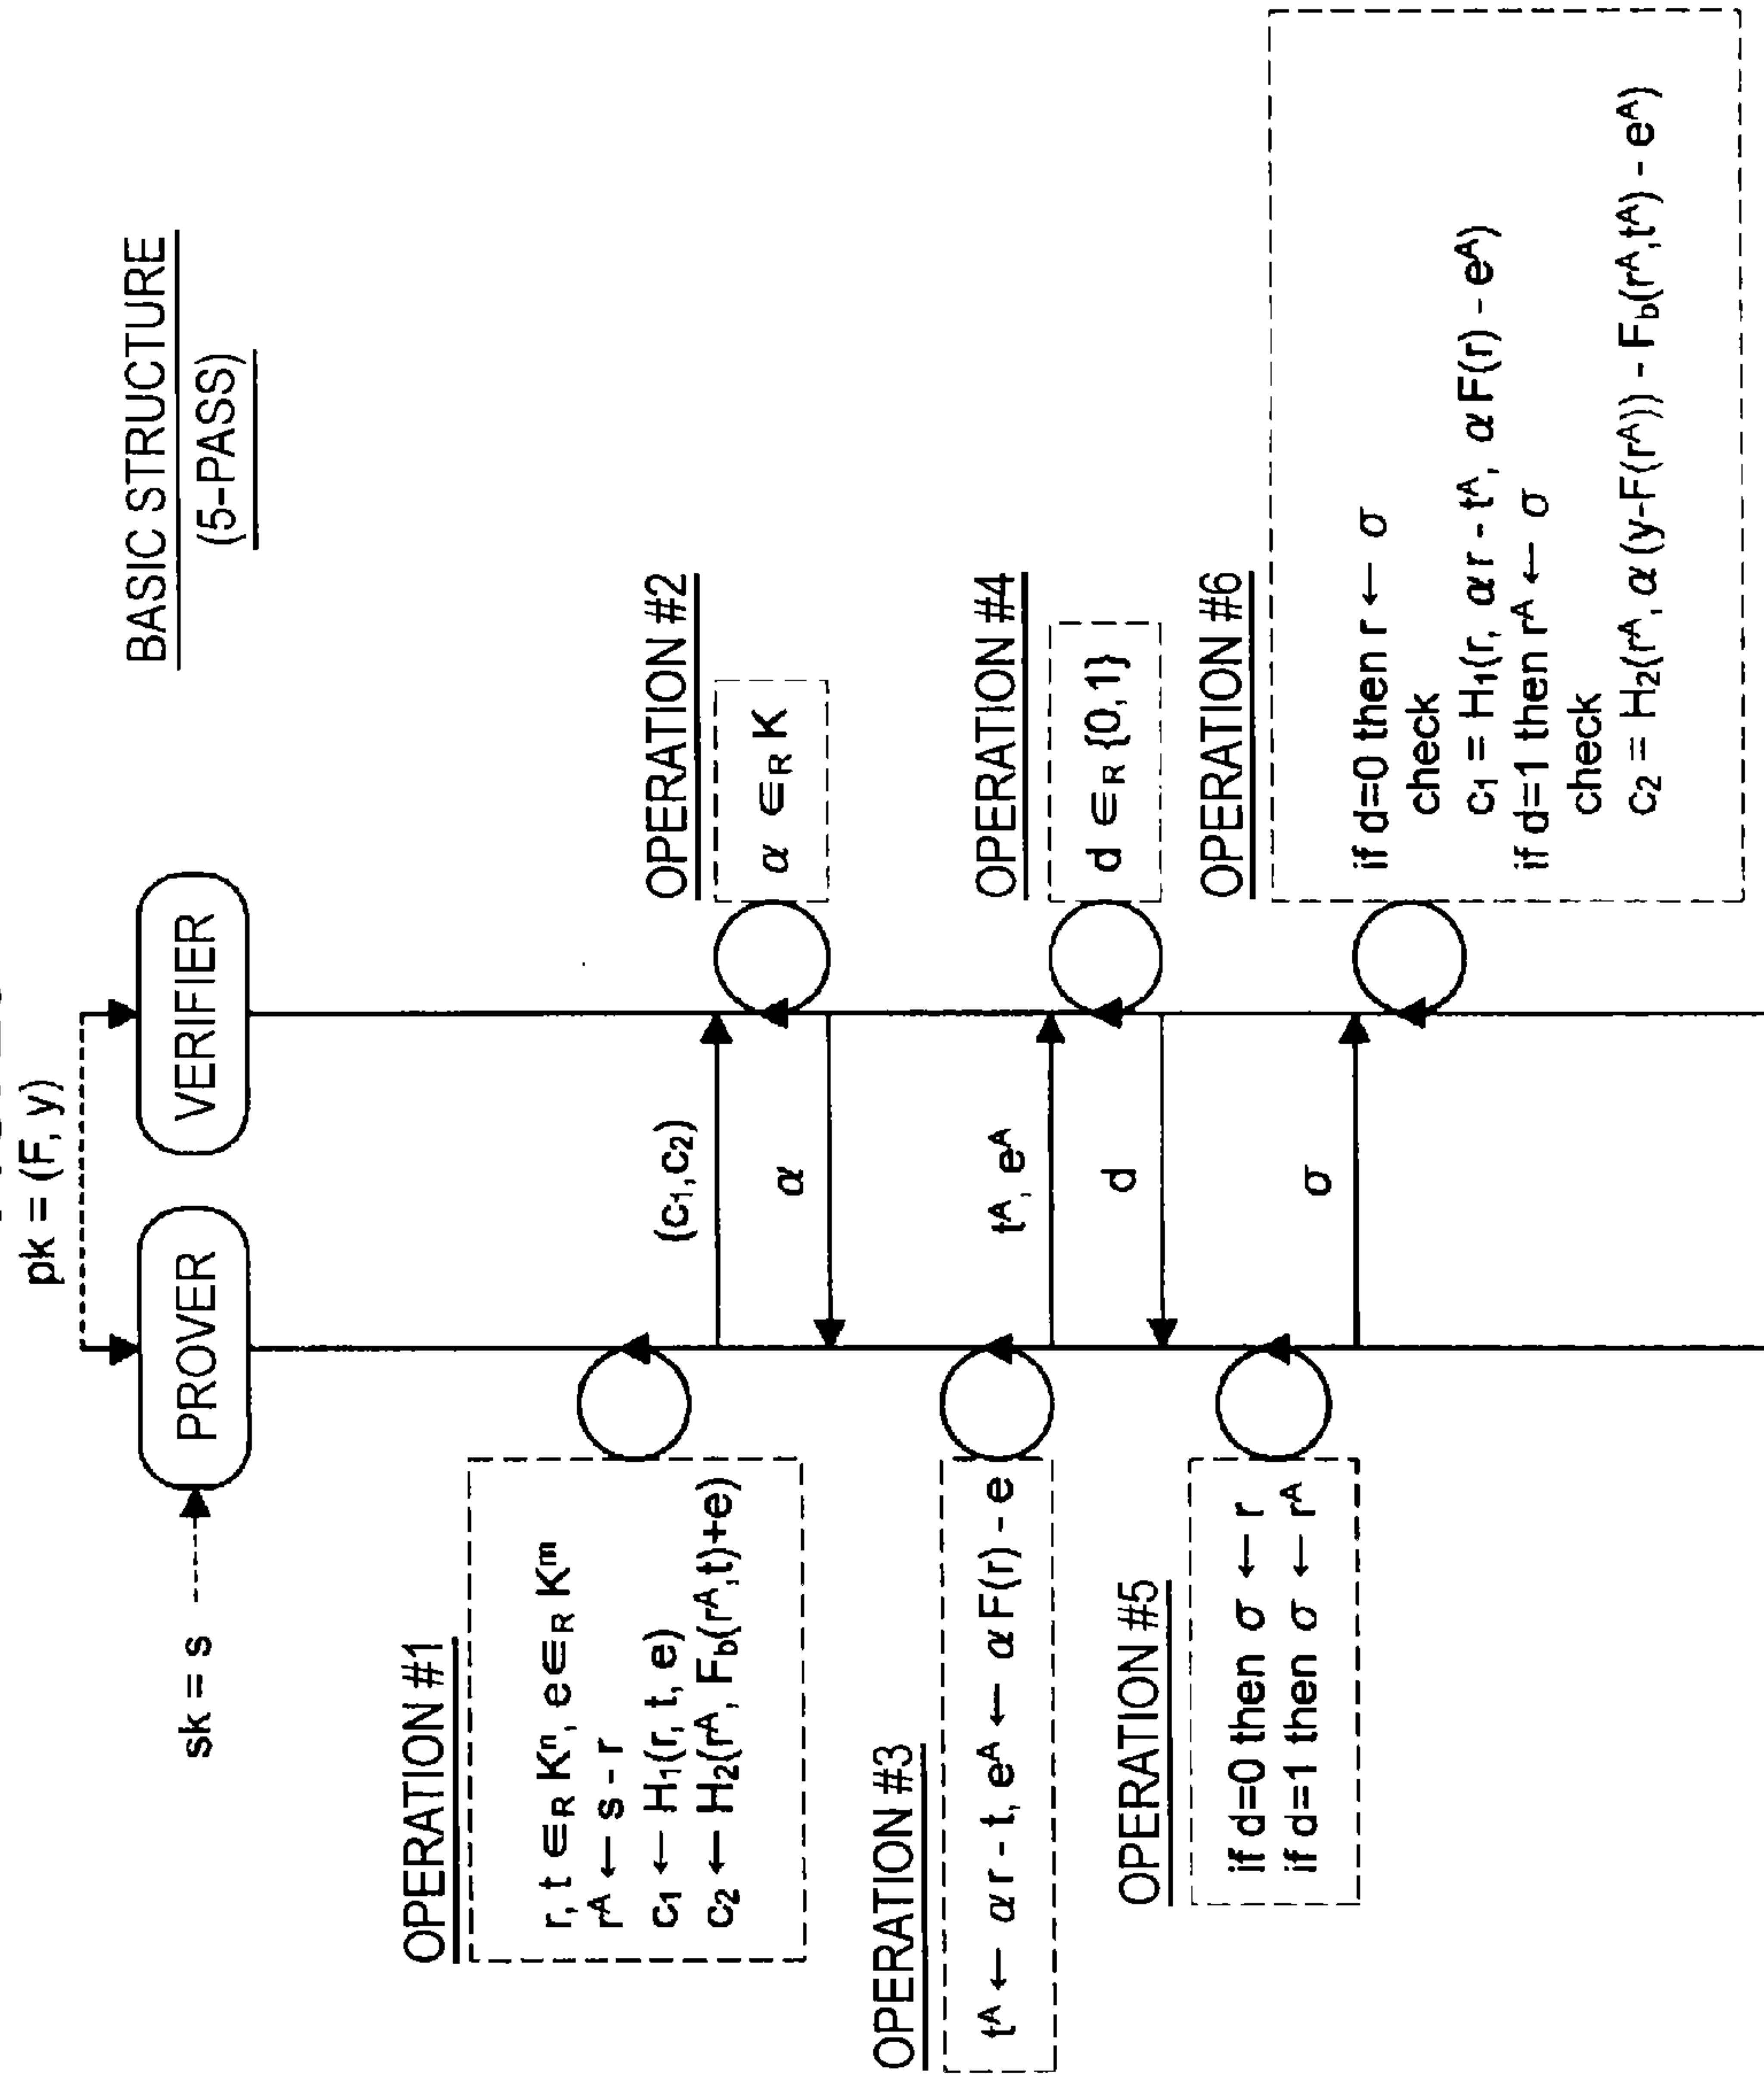 BASIC STRUCTURE
(5-PASS)
pk = (F, y)
sk = s
PROVER
VERIFIER
OPERATION #1
r, t ∈R Kⁿ, e ∈R Kᵐ
rᴬ ← s - r
c₁ ← H₁(r, t, e)
c₂ ← H₂(rᴬ, Fb(rᴬ,t)+e)
(c₁,c₂)
OPERATION #2
α ∈R K
α
OPERATION #3
tᴬ ← αr - t, eᴬ ← αF(r) - e
tᴬ, eᴬ
OPERATION #4
d ∈R {0,1}
d
OPERATION #5
if d=0 then σ ← r
if d=1 then σ ← rᴬ
σ
OPERATION #6
if d=0 then r ← σ
check
c₁ = H₁(r, αr - tᴬ, αF(r) - eᴬ)
if d=1 then rᴬ ← σ
check
c₂ = H₂(rᴬ, α(y-F(rᴬ)) - Fb(rᴬ,tᴬ) - eᴬ)